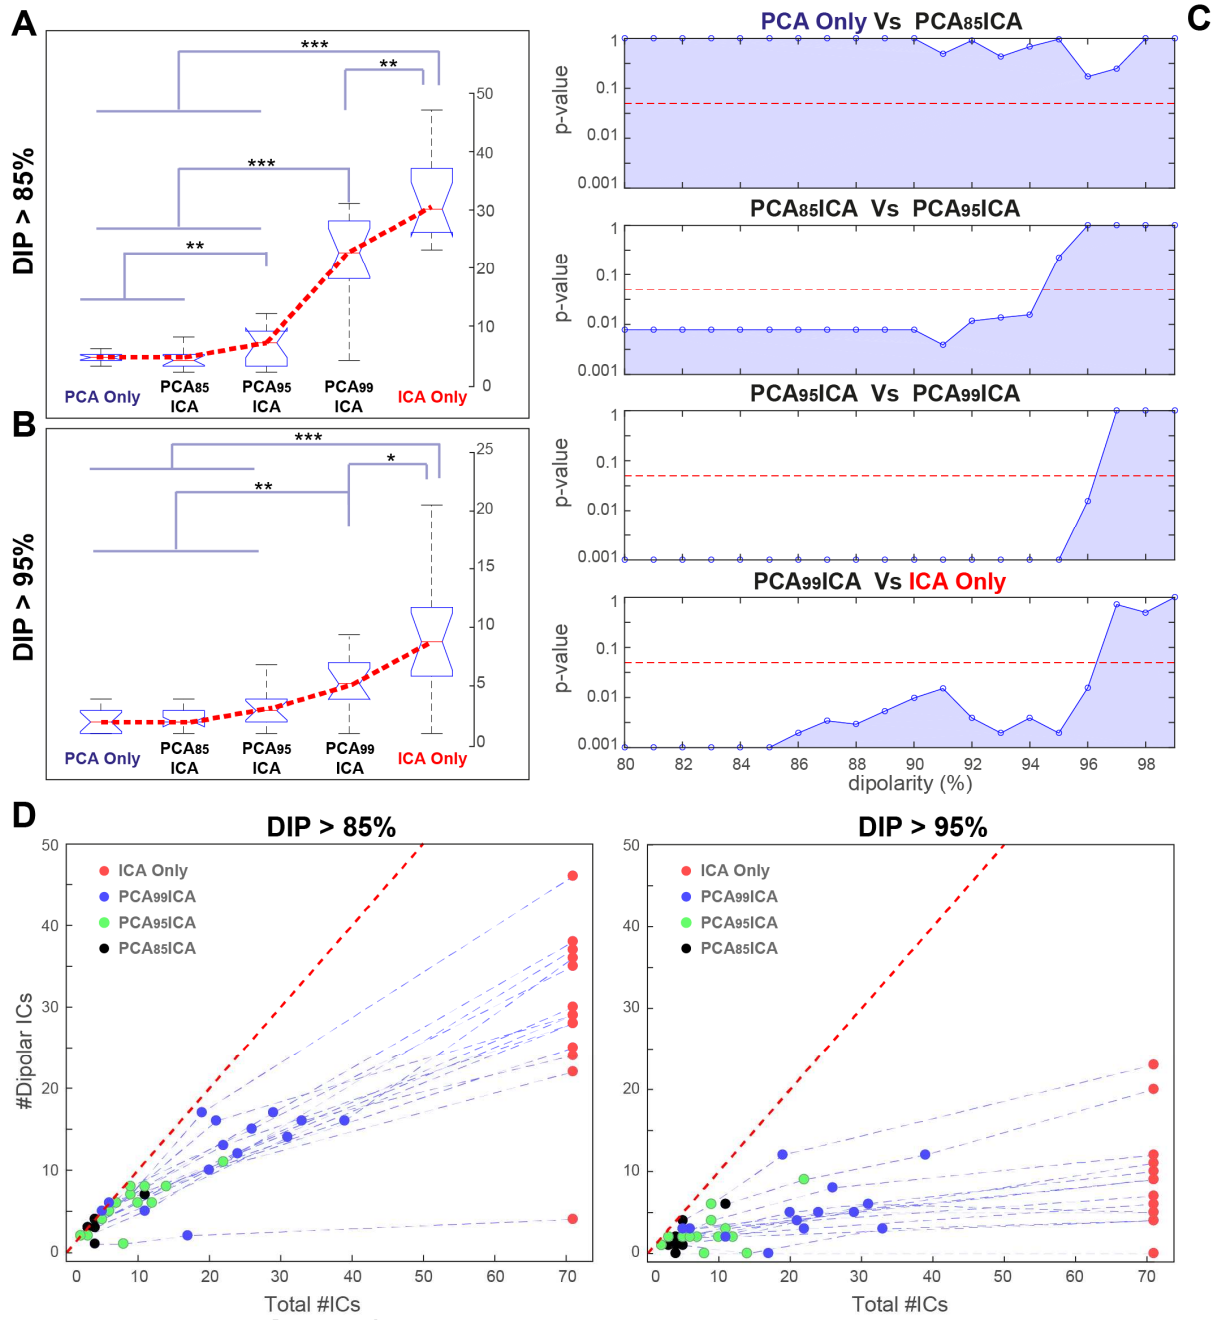 A
***
**
50
40
***
30
**
20
10
0
DIP > 85%
PCA Only
PCA85
ICA
PCA95
ICA
PCA99
ICA
ICA Only
B
***
25
*
**
20
15
10
5
0
DIP > 95%
PCA Only
PCA85
ICA
PCA95
ICA
PCA99
ICA
ICA Only
C
PCA Only Vs PCA85ICA
1
0.1
0.01
0.001
p-value
PCA85ICA Vs PCA95ICA
1
0.1
0.01
0.001
p-value
PCA95ICA Vs PCA99ICA
1
0.1
0.01
0.001
p-value
PCA99ICA Vs ICA Only
1
0.1
0.01
0.001
p-value
80 82 84 86 88 90 92 94 96 98
dipolarity (%)
D
DIP > 85%
50
40
30
20
10
0
#Dipolar ICs
ICA Only
PCA99ICA
PCA95ICA
PCA85ICA
0 10 20 30 40 50 60 70
Total #ICs
DIP > 95%
50
40
30
20
10
0
ICA Only
PCA99ICA
PCA95ICA
PCA85ICA
0 10 20 30 40 50 60 70
Total #ICs